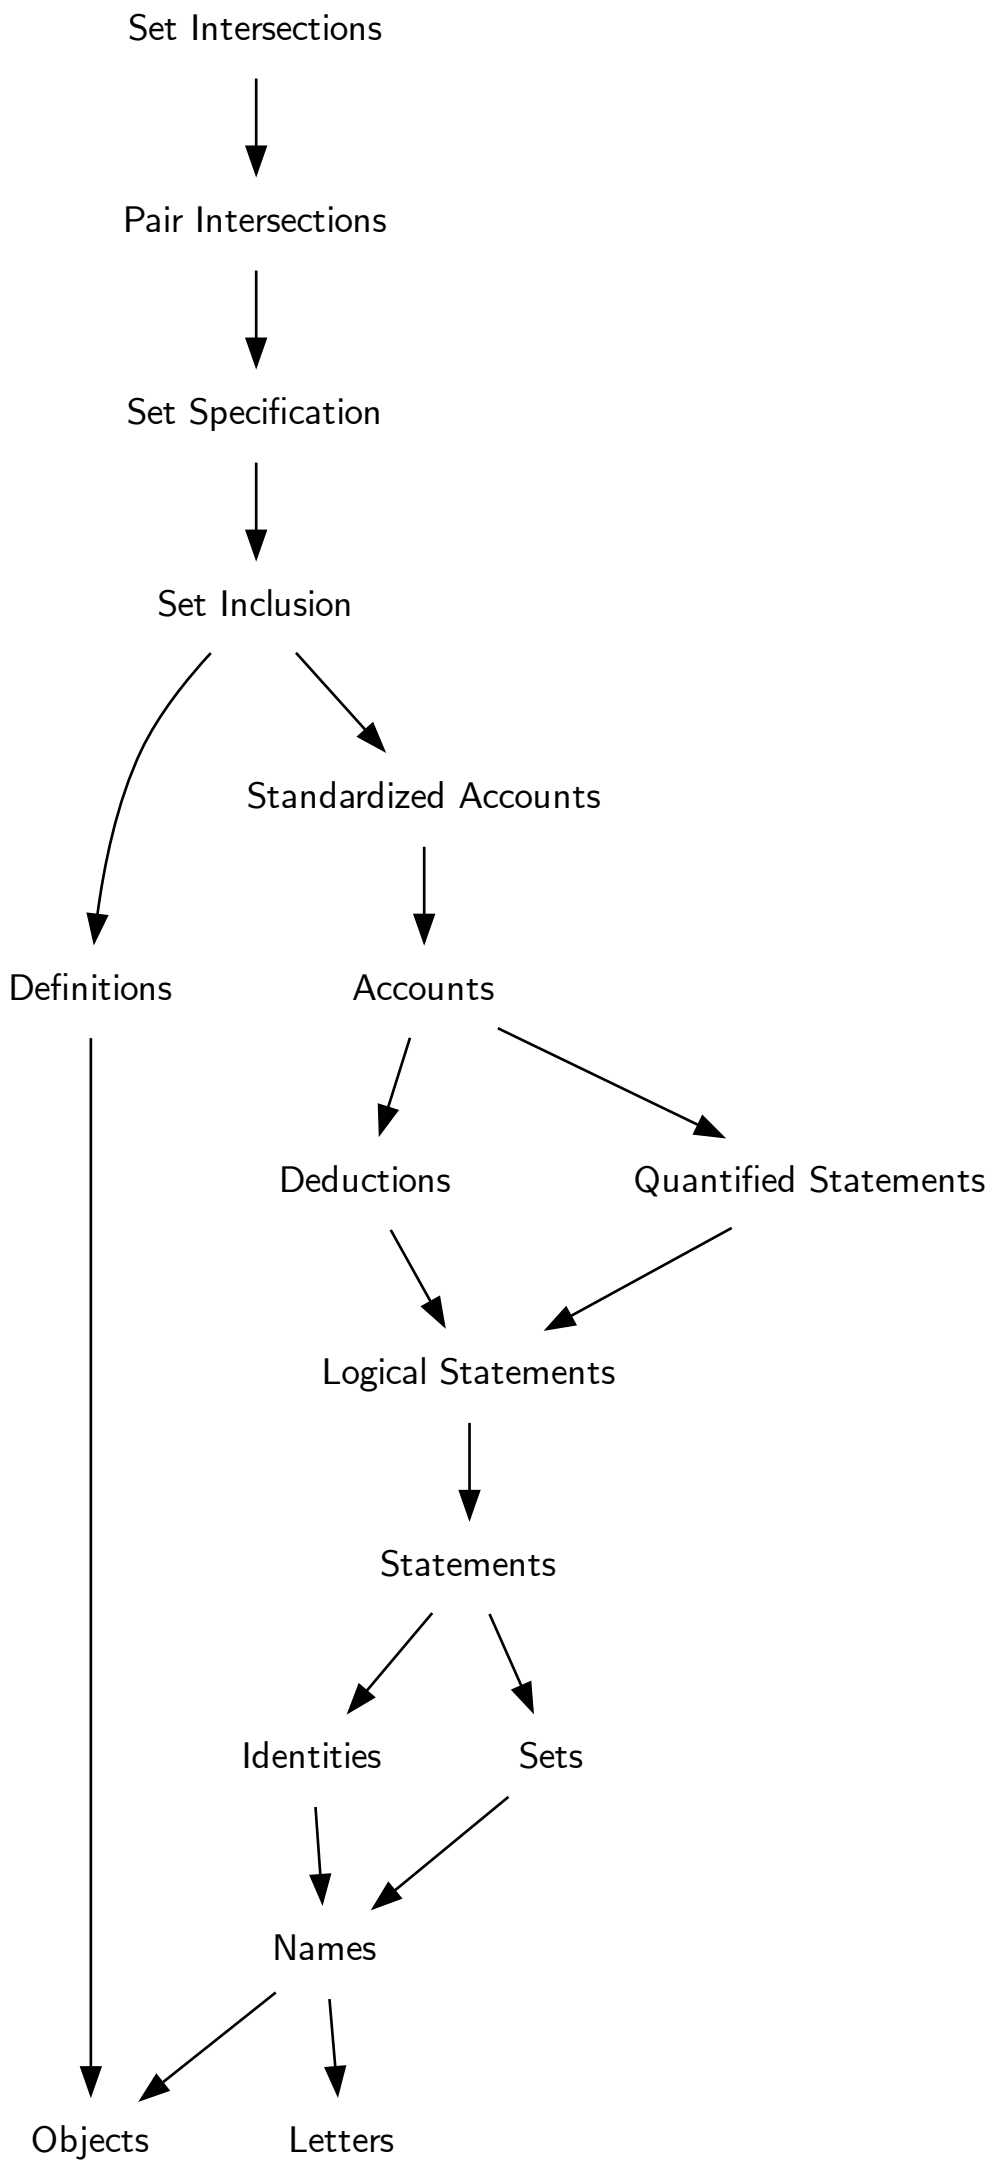 Set Intersections
Pair Intersections
Set Specification
Set Inclusion
Standardized Accounts
Definitions
Accounts
Deductions
Quantified Statements
Logical Statements
Statements
Identities
Sets
Names
Objects
Letters